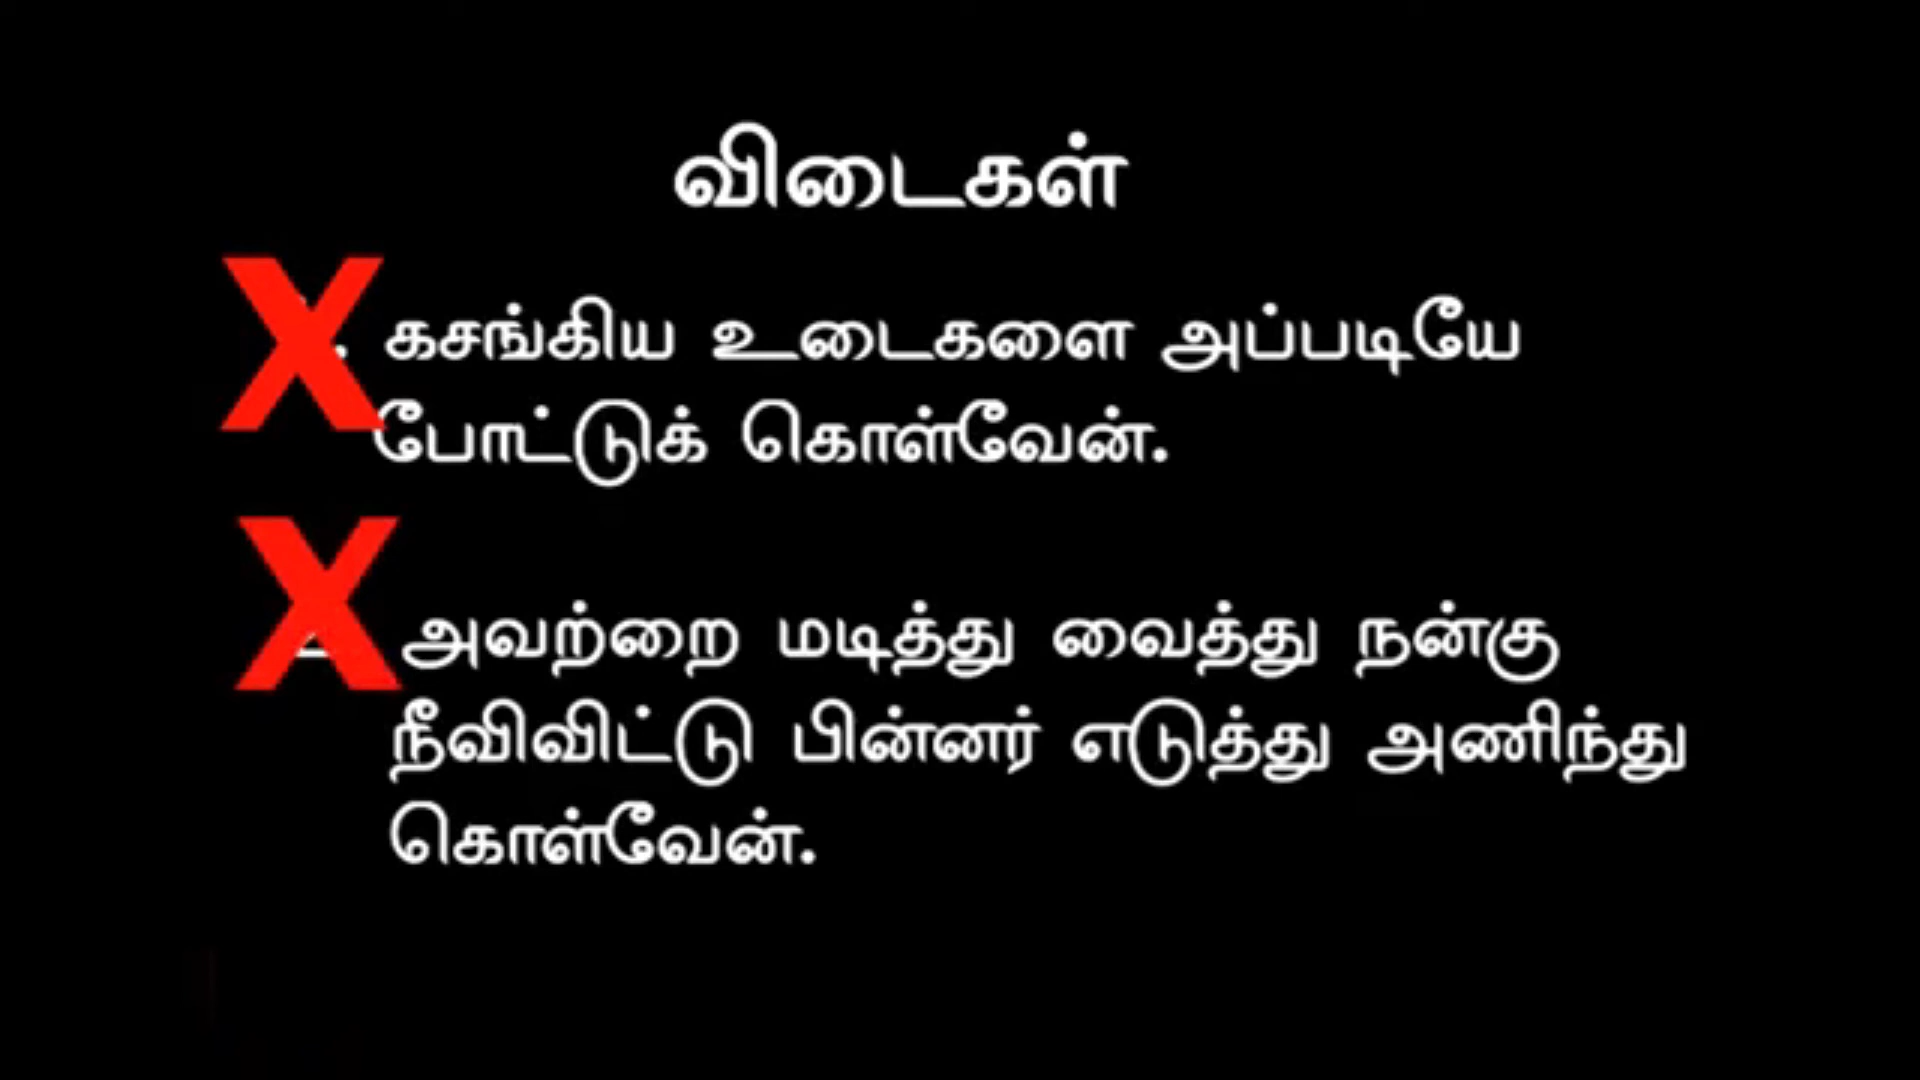 விடைகள்
X கசங்கிய உடைகளை அப்படியே
போட்டுக் கொள்வேன்.
X அவற்றை மடித்து வைத்து நன்கு
நீவிவிட்டு பின்னர் எடுத்து அணிந்து
கொள்வேன்.